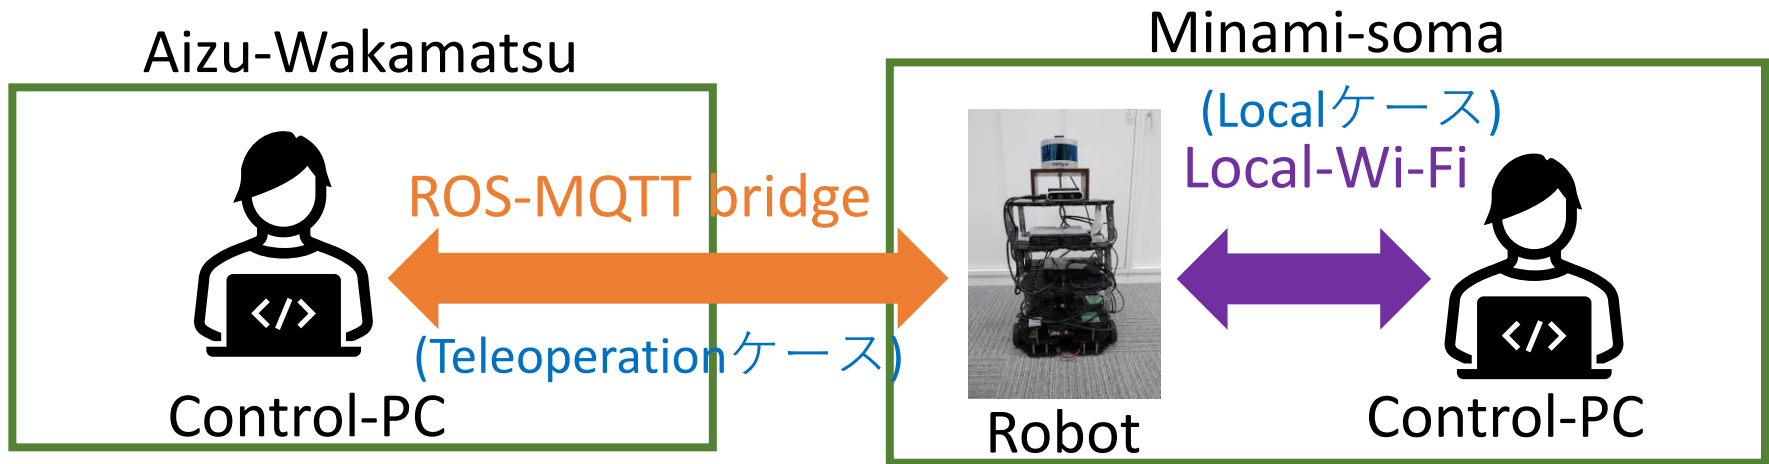 Aizu-Wakamatsu
ROS-MQTT bridge
</>
(Teleoperationケース)
Control-PC
Minami-soma
(Localケース)
Local-Wi-Fi
</>
Robot
Control-PC